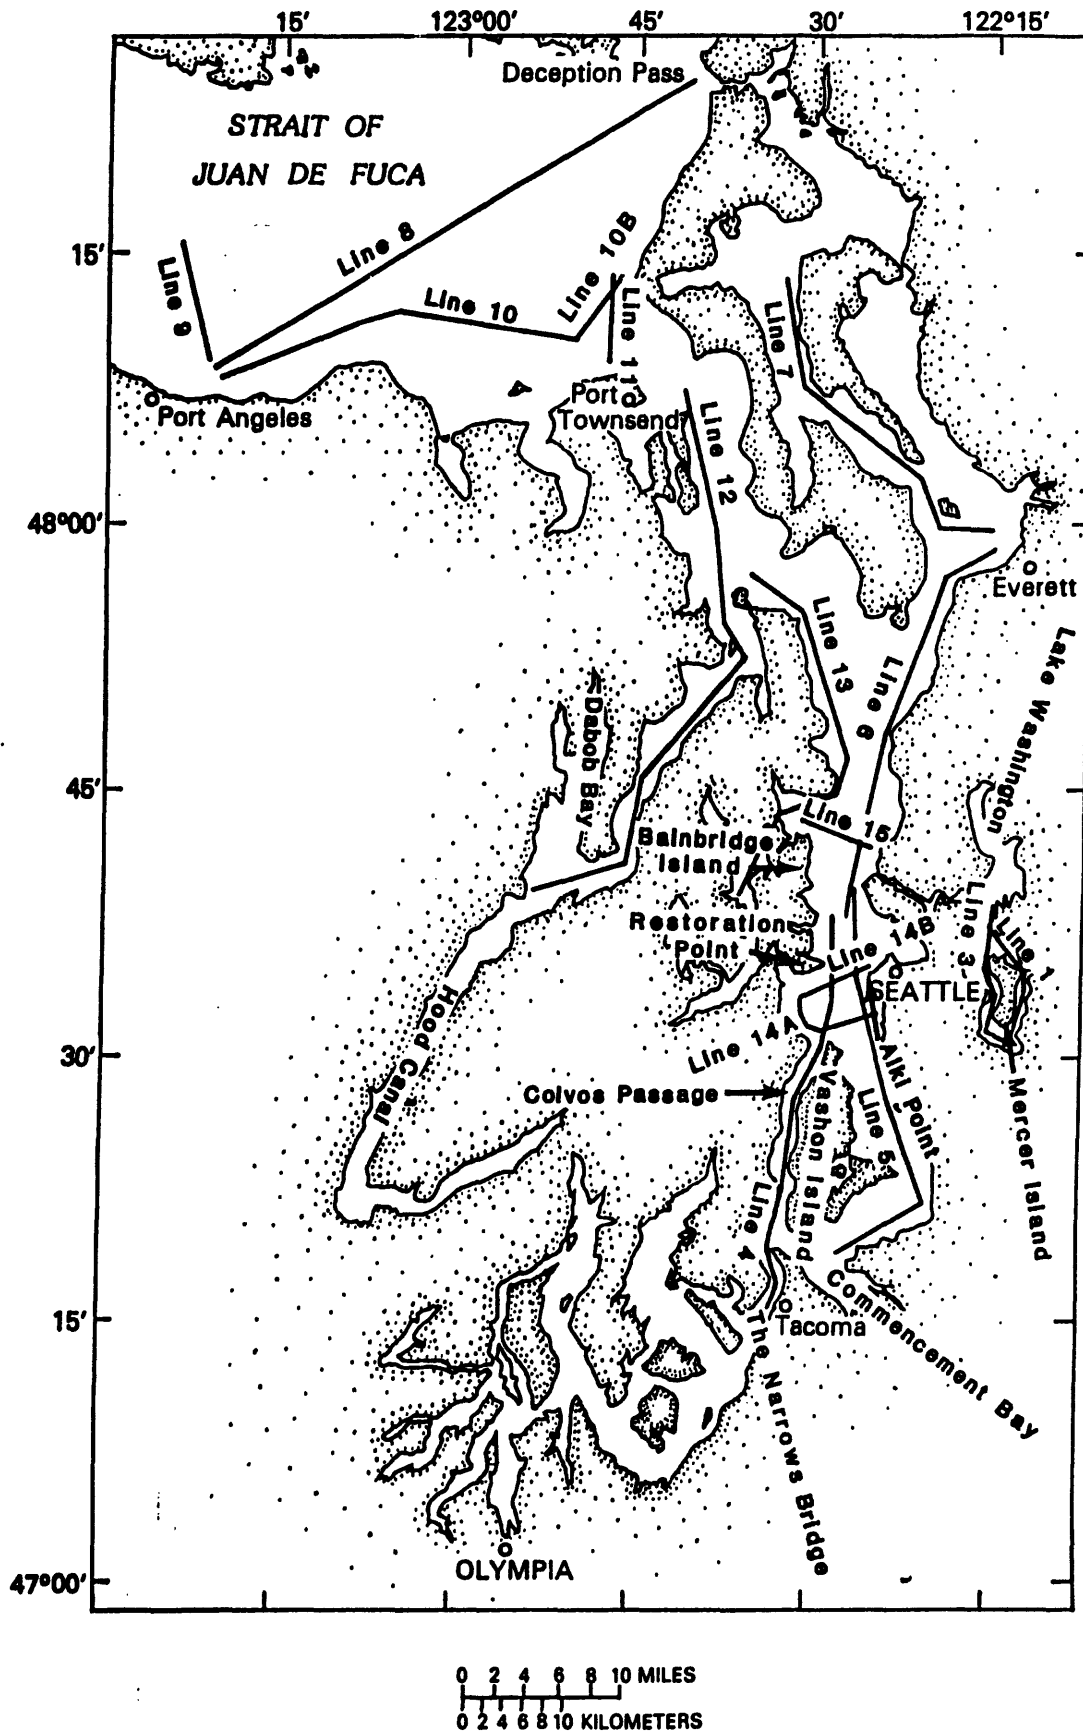 15' 123°00' 45' 30' 122°15'
Deception Pass
STRAIT OF
JUAN DE FUCA
15'
Line 8
Line 9
Line 10
Line 10B
Line 11
Line 7
Port Angeles
Port
Townsend
Line 12
48°00'
Everett
Line 13
Line 6
Lake Washington
Dabob Bay
45'
Line 15
Bainbridge
Island
Restoration
Point
Line 14B
Line 3
Line 1
SEATTLE
Hood Canal
Line 14A
30'
Alki Point
Colvos Passage
Vashon Island
Line 5
Mercer Island
Line 4
15'
Tacoma
Commencement Bay
The Narrows Bridge
OLYMPIA
47°00'
0 2 4 6 8 10 MILES
0 2 4 6 8 10 KILOMETERS